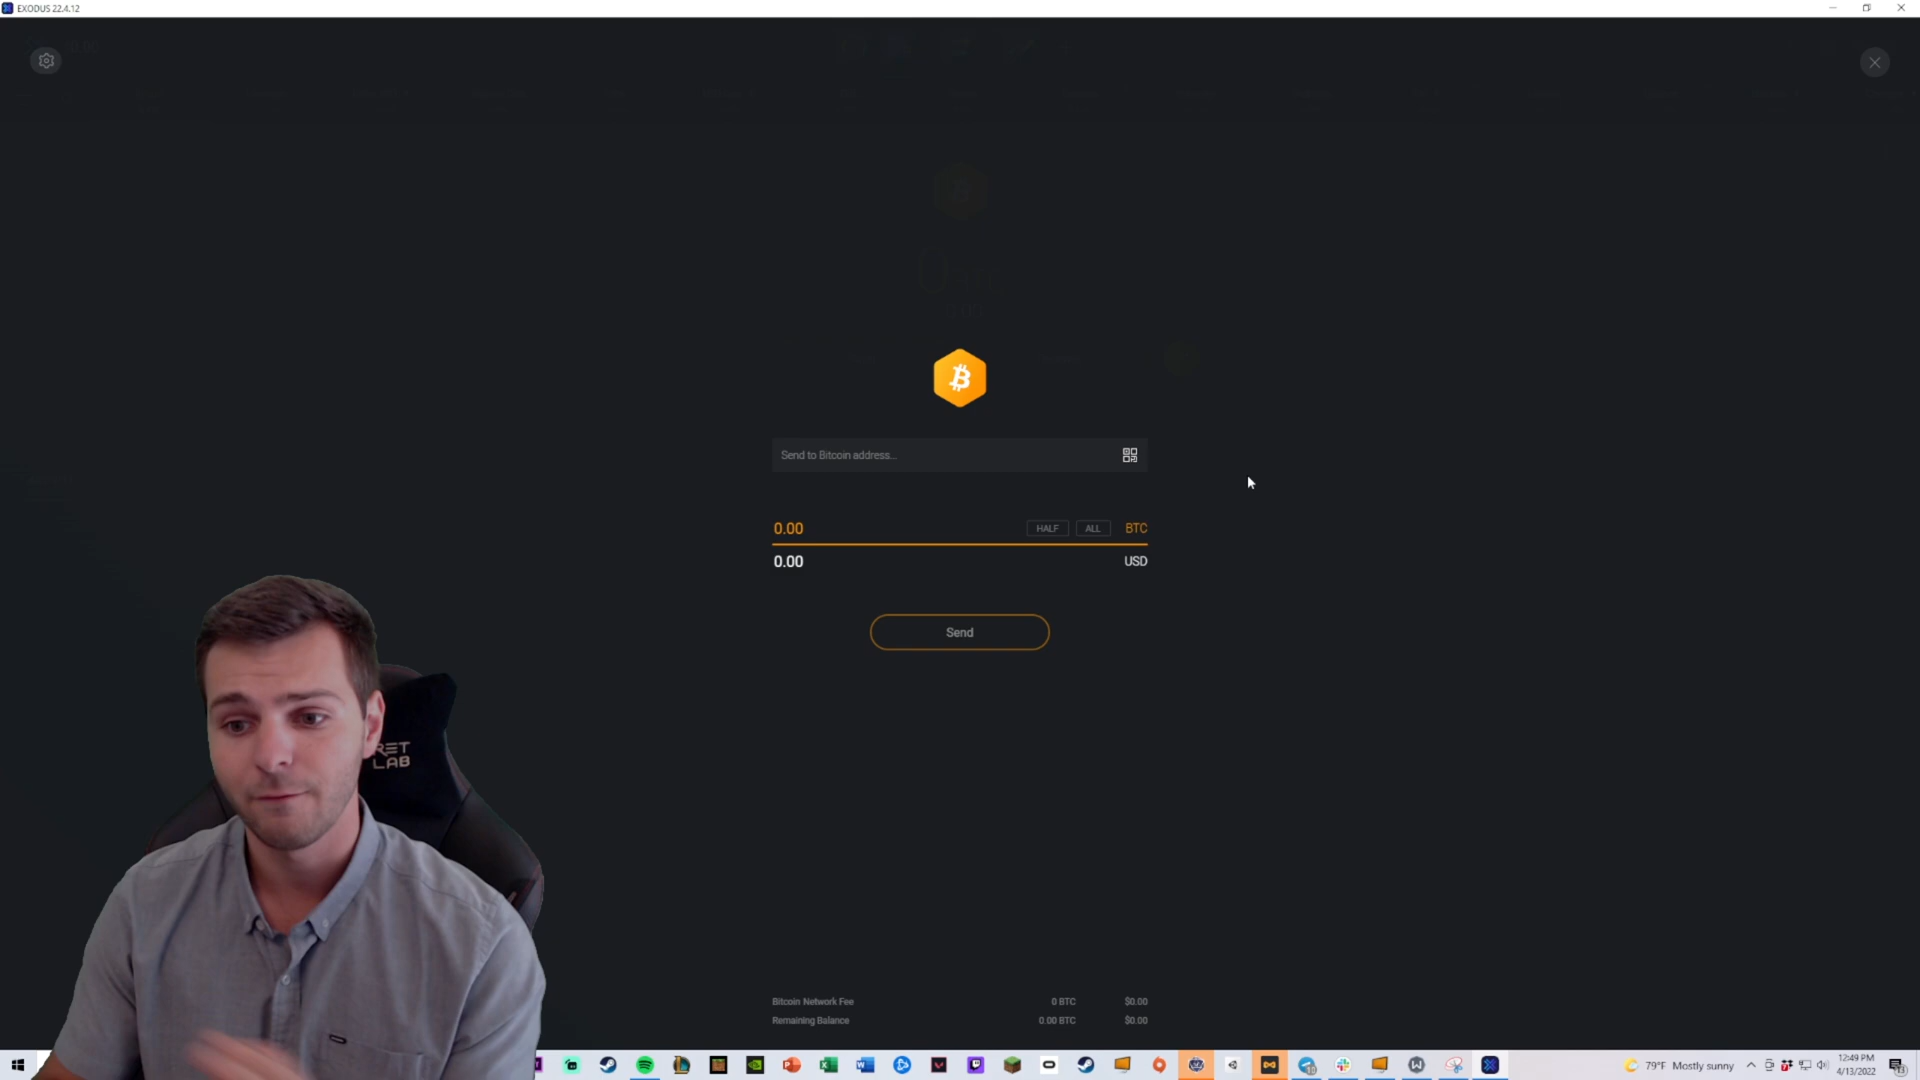 EXODUS 22.4.12
Send to Bitcoin address...
0.00 HALF ALL BTC
0.00 USD
Send
RET
LAB
Bitcoin Network Fee 0 BTC $0.00
Remaining Balance 0.00 BTC $0.00
79°F Mostly sunny
12:49 PM
4/13/2022